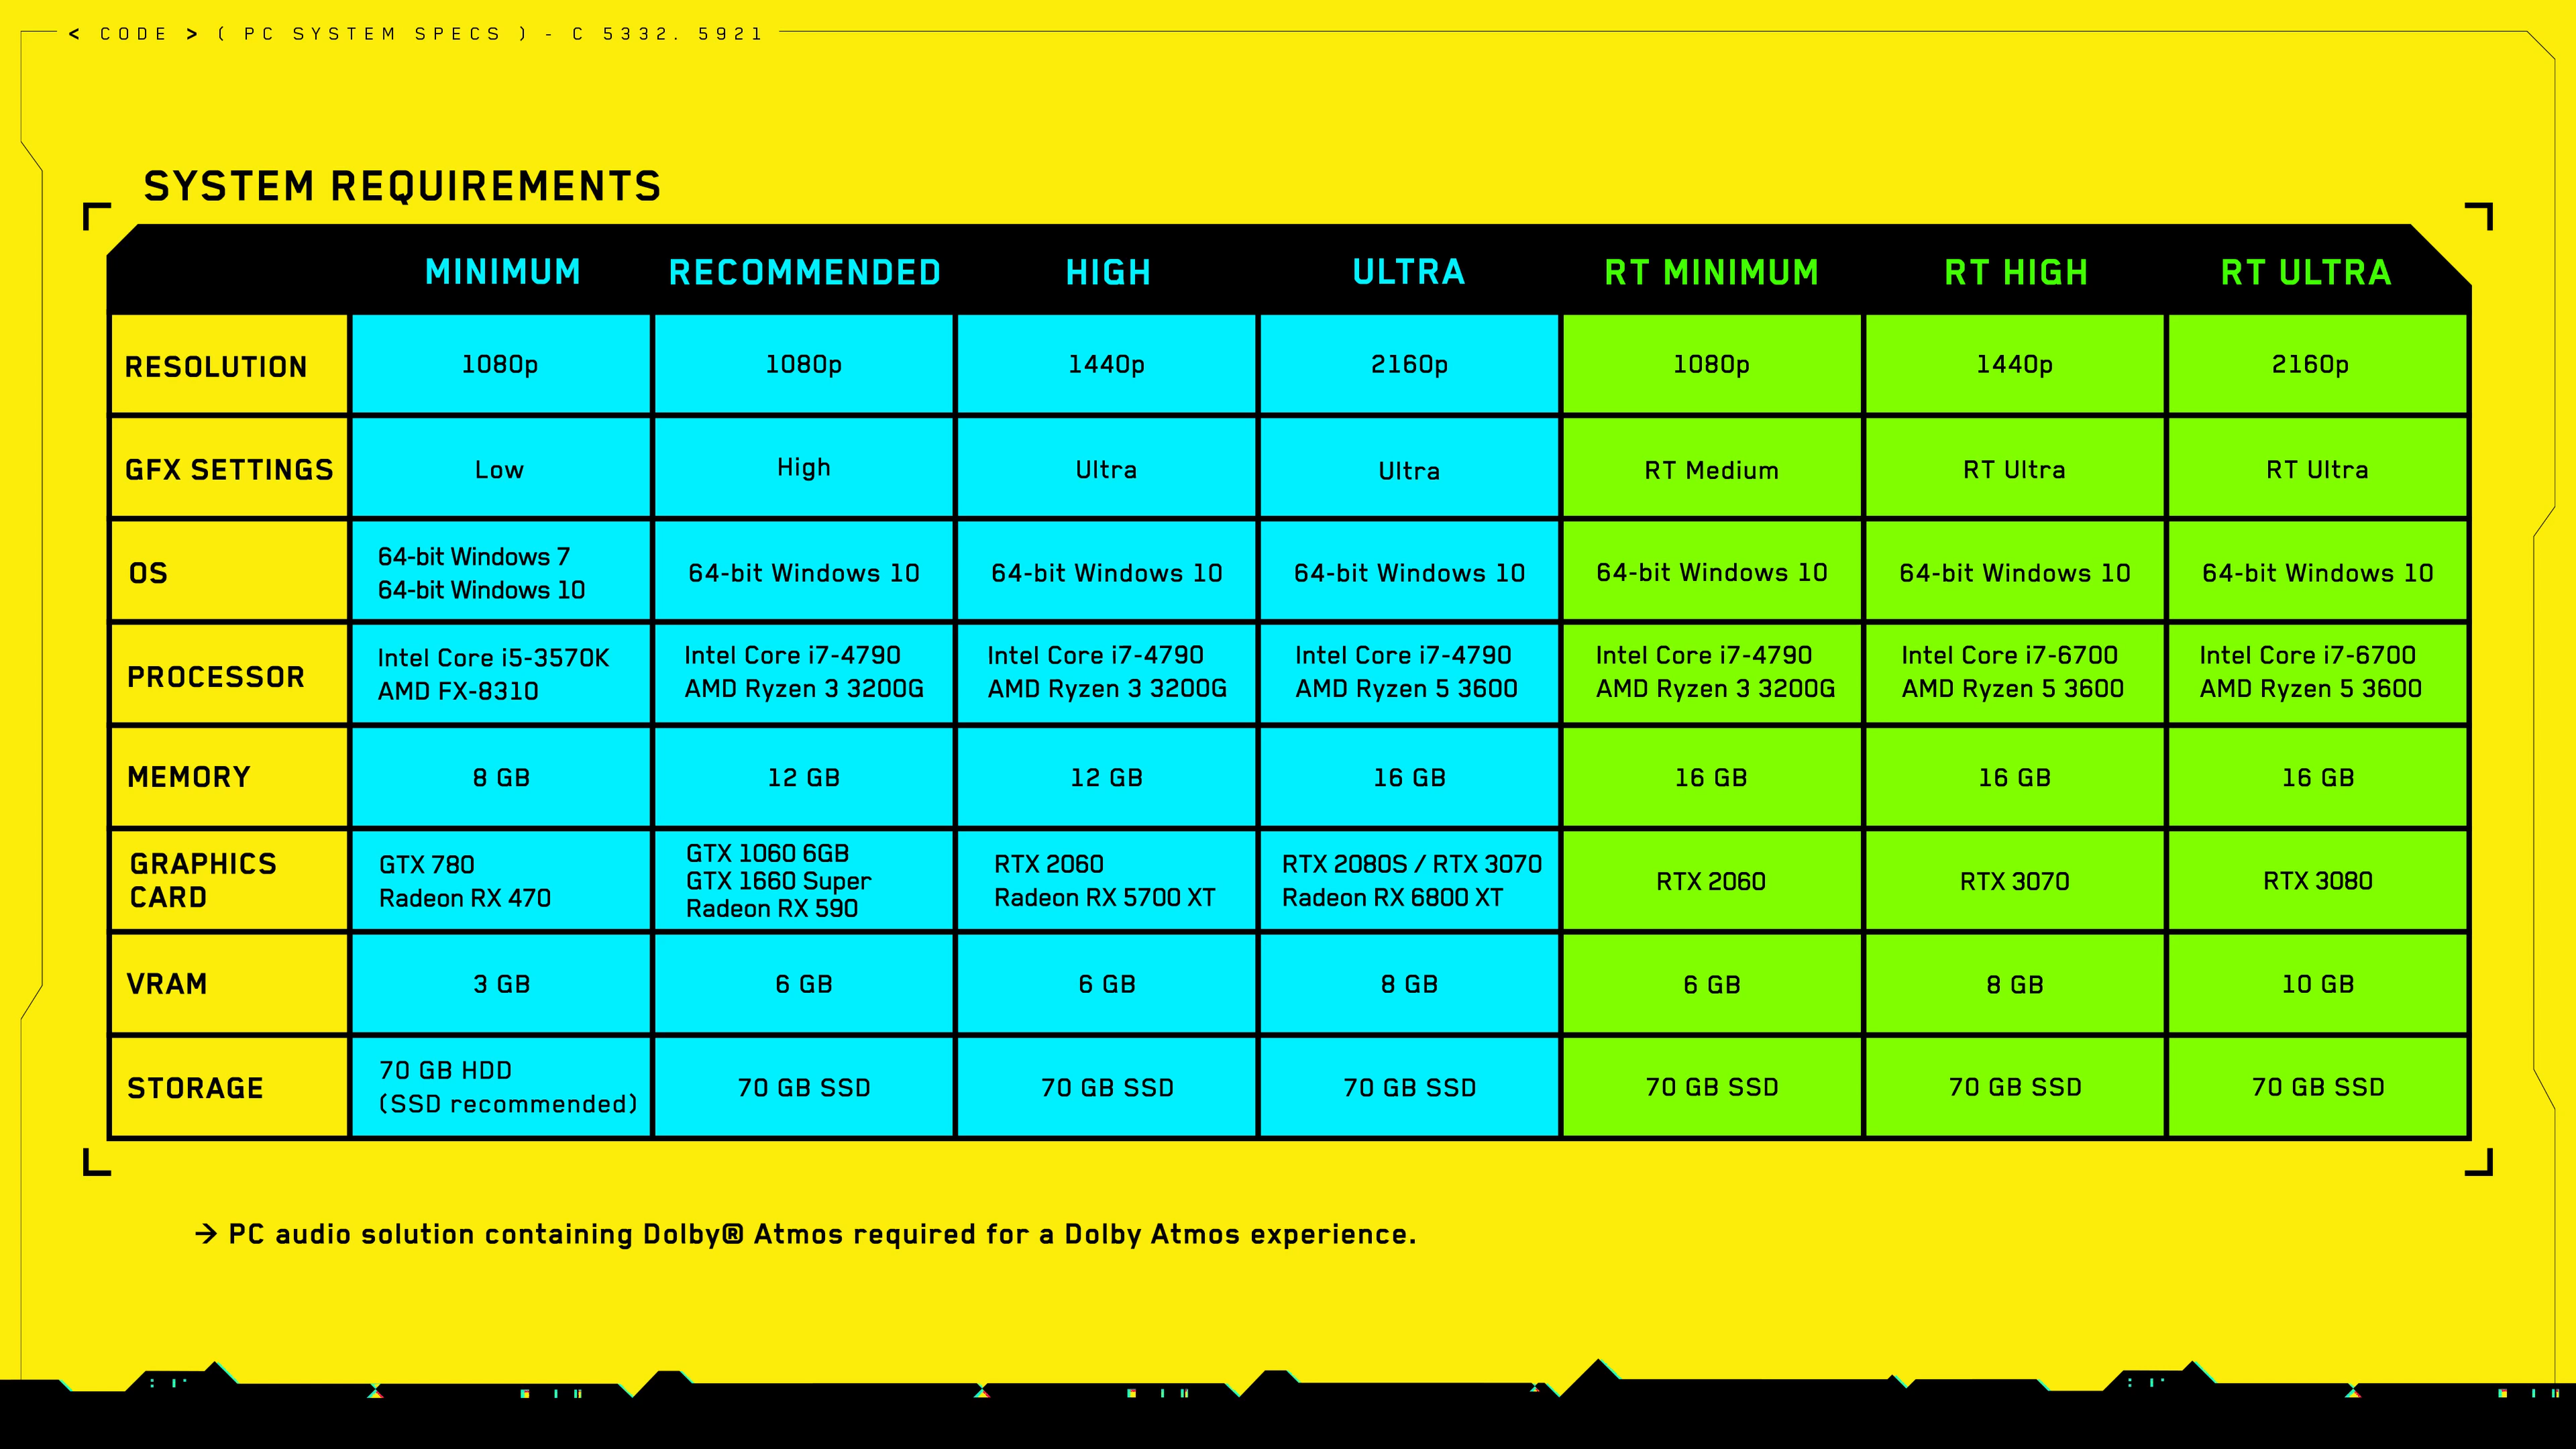 < CODE > ( PC SYSTEM SPECS ) - C 5332. 5921
SYSTEM REQUIREMENTS
MINIMUM RECOMMENDED HIGH ULTRA RT MINIMUM RT HIGH RT ULTRA
RESOLUTION 1080p 1080p 1440p 2160p 1080p 1440p 2160p
GFX SETTINGS Low High Ultra Ultra RT Medium RT Ultra RT Ultra
OS
64-bit Windows 7
64-bit Windows 10
64-bit Windows 10
64-bit Windows 10
64-bit Windows 10
64-bit Windows 10
64-bit Windows 10
64-bit Windows 10
PROCESSOR
Intel Core i5-3570K
AMD FX-8310
Intel Core i7-4790
AMD Ryzen 3 3200G
Intel Core i7-4790
AMD Ryzen 3 3200G
Intel Core i7-4790
AMD Ryzen 5 3600
Intel Core i7-4790
AMD Ryzen 3 3200G
Intel Core i7-6700
AMD Ryzen 5 3600
Intel Core i7-6700
AMD Ryzen 5 3600
MEMORY 8 GB 12 GB 12 GB 16 GB 16 GB 16 GB 16 GB
GRAPHICS
CARD
GTX 780
Radeon RX 470
GTX 1060 6GB
GTX 1660 Super
Radeon RX 590
RTX 2060
Radeon RX 5700 XT
RTX 2080S / RTX 3070
Radeon RX 6800 XT
RTX 2060
RTX 3070
RTX 3080
VRAM 3 GB 6 GB 6 GB 8 GB 6 GB 8 GB 10 GB
STORAGE
70 GB HDD
(SSD recommended)
70 GB SSD
70 GB SSD
70 GB SSD
70 GB SSD
70 GB SSD
70 GB SSD
→ PC audio solution containing Dolby® Atmos required for a Dolby Atmos experience.